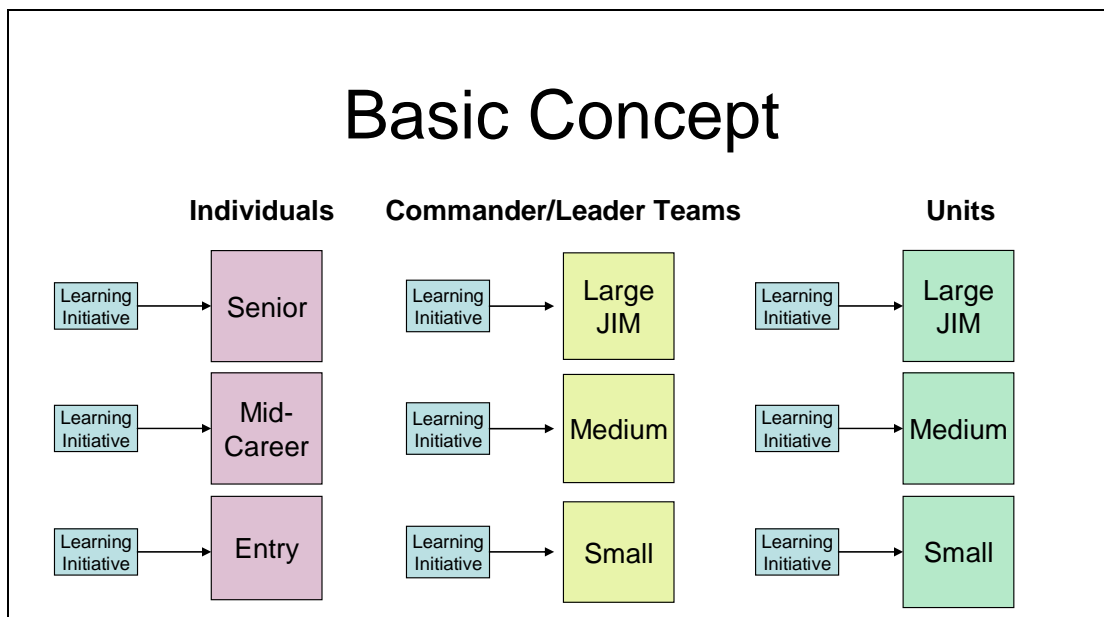 Basic Concept
Individuals
Commander/Leader Teams
Units
Learning
Initiative
Senior
Learning
Initiative
Large
JIM
Learning
Initiative
Large
JIM
Learning
Initiative
Mid-
Career
Learning
Initiative
Medium
Learning
Initiative
Medium
Learning
Initiative
Entry
Learning
Initiative
Small
Learning
Initiative
Small